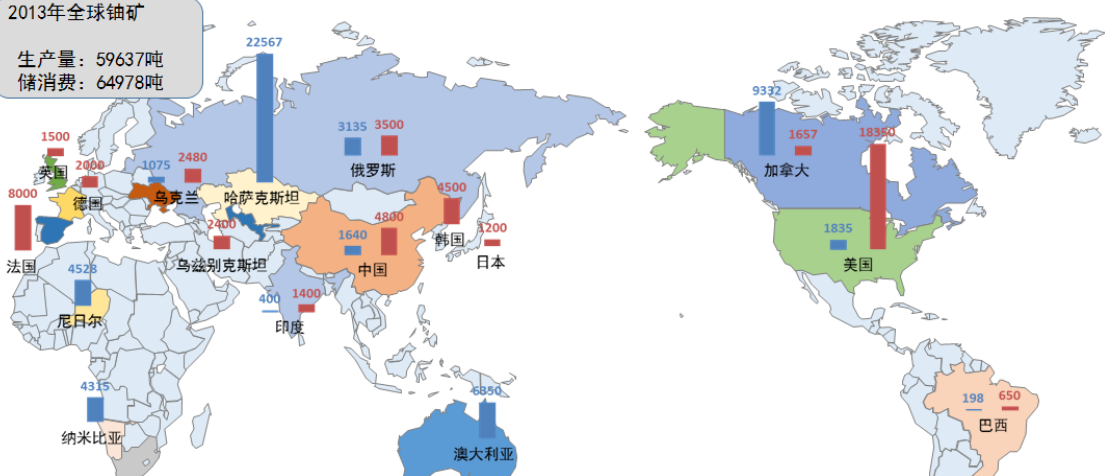 2013年全球铀矿
生产量：59637吨
储消费：64978吨
22567
哈萨克斯坦
3135
3500
俄罗斯
1500
英国
2000
德国
1075
2480
乌克兰
8000
法国
2400
乌兹别克斯坦
1640
4800
中国
4500
韩国
1200
日本
400
1400
印度
4528
尼日尔
4315
纳米比亚
6350
澳大利亚
9332
1657
加拿大
1835
18350
美国
198
650
巴西